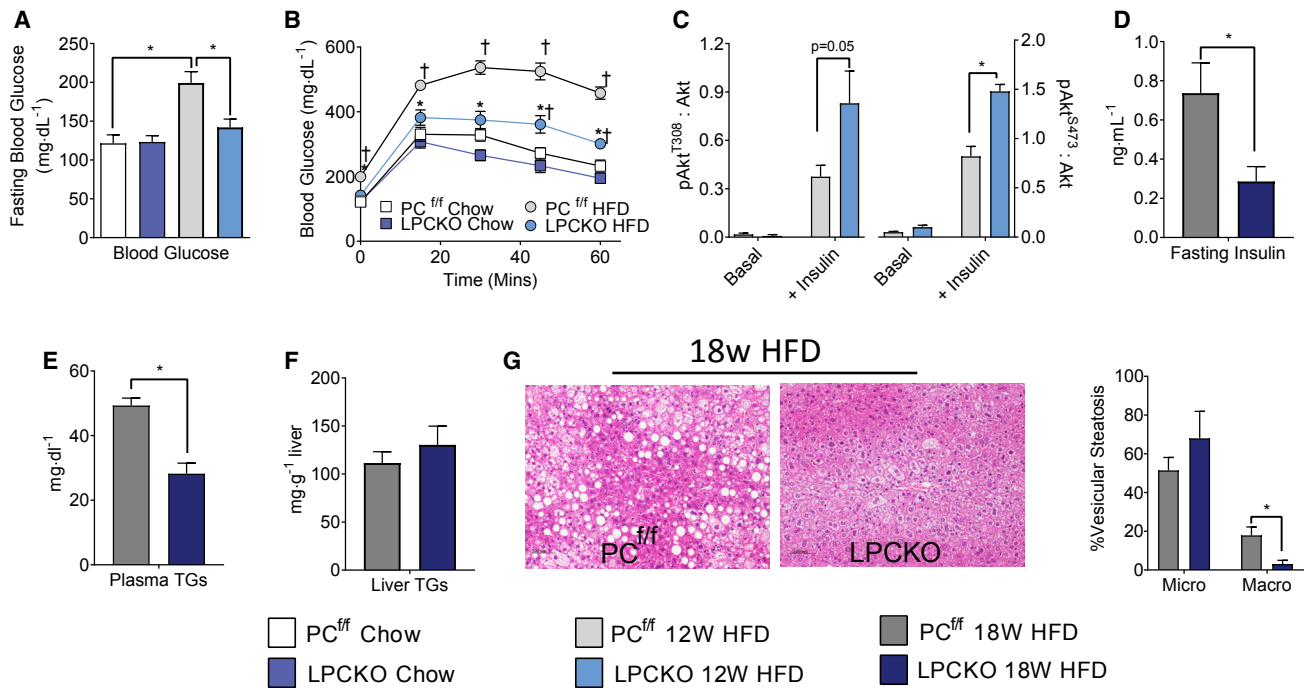 A
Fasting Blood Glucose
(mg·dL-1)
250
200
150
100
50
0
*
*
Blood Glucose
B
Blood Glucose (mg·dL-1)
600
400
200
0
†
*
†
*
†
*
†
*†
†
*†
PC f/f Chow
LPCKO Chow
PC f/f HFD
LPCKO HFD
0
20
40
60
Time (Mins)
C
pAktT308 : Akt
1.2
0.9
0.6
0.3
0.0
p=0.05
*
2.0
1.5
1.0
0.5
0.0
pAktS473 : Akt
Basal
+ Insulin
Basal
+ Insulin
D
ng·mL-1
1.0
0.8
0.6
0.4
0.2
0.0
*
Fasting Insulin
E
mg·dl-1
60
40
20
0
*
Plasma TGs
F
mg·g-1 liver
150
100
50
0
Liver TGs
G
18w HFD
PCf/f
LPCKO
%Vesicular Steatosis
100
80
60
40
20
0
*
Micro
Macro
PCf/f Chow
PCf/f 12W HFD
PCf/f 18W HFD
LPCKO Chow
LPCKO 12W HFD
LPCKO 18W HFD